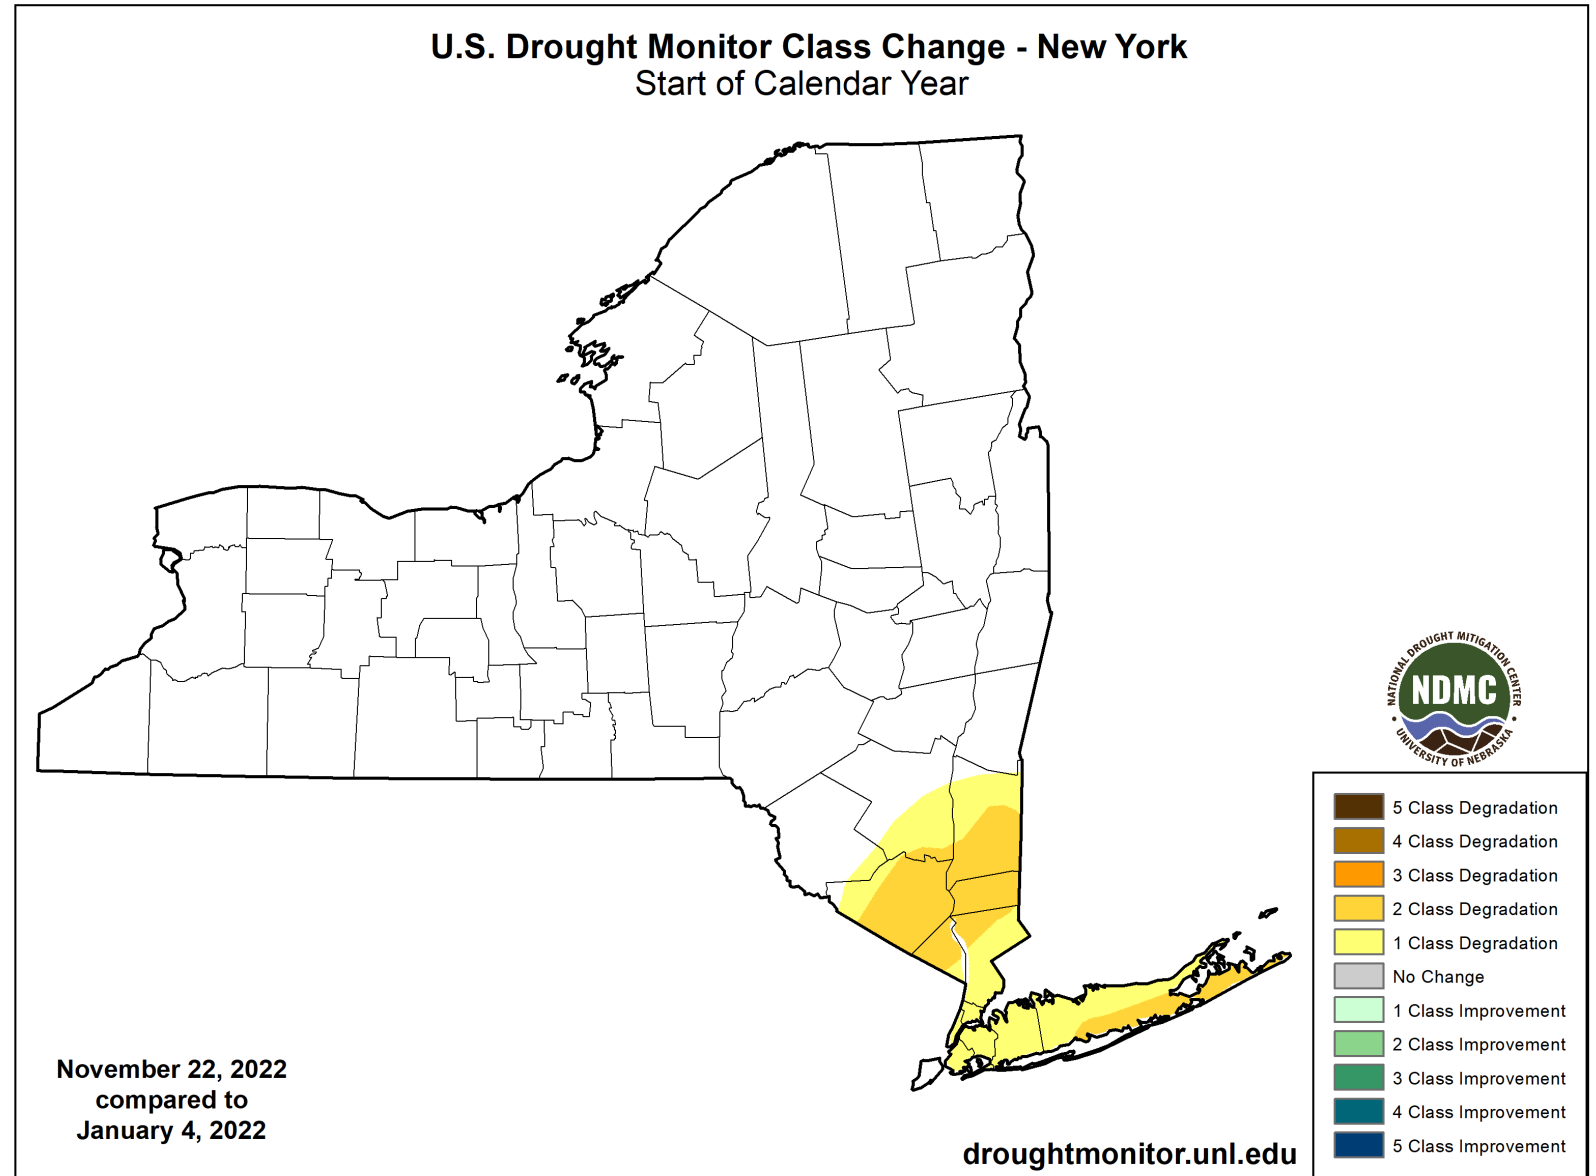 U.S. Drought Monitor Class Change - New York
Start of Calendar Year
NATIONAL DROUGHT MITIGATION CENTER
NDMC
UNIVERSITY OF NEBRASKA
5 Class Degradation
4 Class Degradation
3 Class Degradation
2 Class Degradation
1 Class Degradation
No Change
1 Class Improvement
2 Class Improvement
3 Class Improvement
4 Class Improvement
5 Class Improvement
November 22, 2022
compared to
January 4, 2022
droughtmonitor.unl.edu